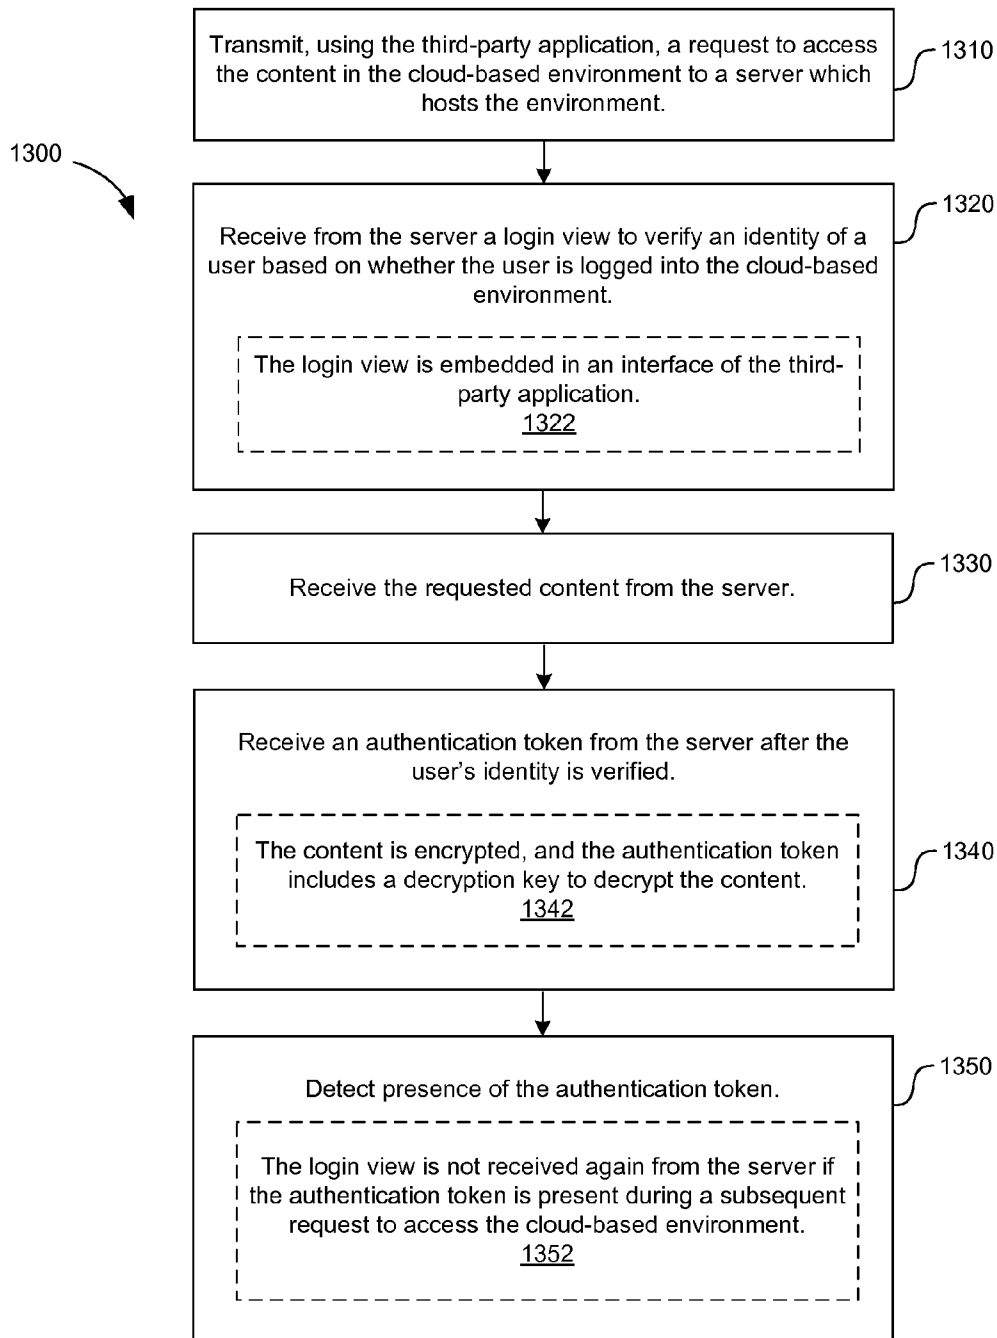 Transmit, using the third-party application, a request to access
the content in the cloud-based environment to a server which
hosts the environment.
1310
1300
1320
Receive from the server a login view to verify an identity of a
user based on whether the user is logged into the cloud-based
environment.
The login view is embedded in an interface of the third-
party application.
1322
1330
Receive the requested content from the server.
Receive an authentication token from the server after the
user’s identity is verified.
1340
The content is encrypted, and the authentication token
includes a decryption key to decrypt the content.
1342
1350
Detect presence of the authentication token.
The login view is not received again from the server if
the authentication token is present during a subsequent
request to access the cloud-based environment.
1352